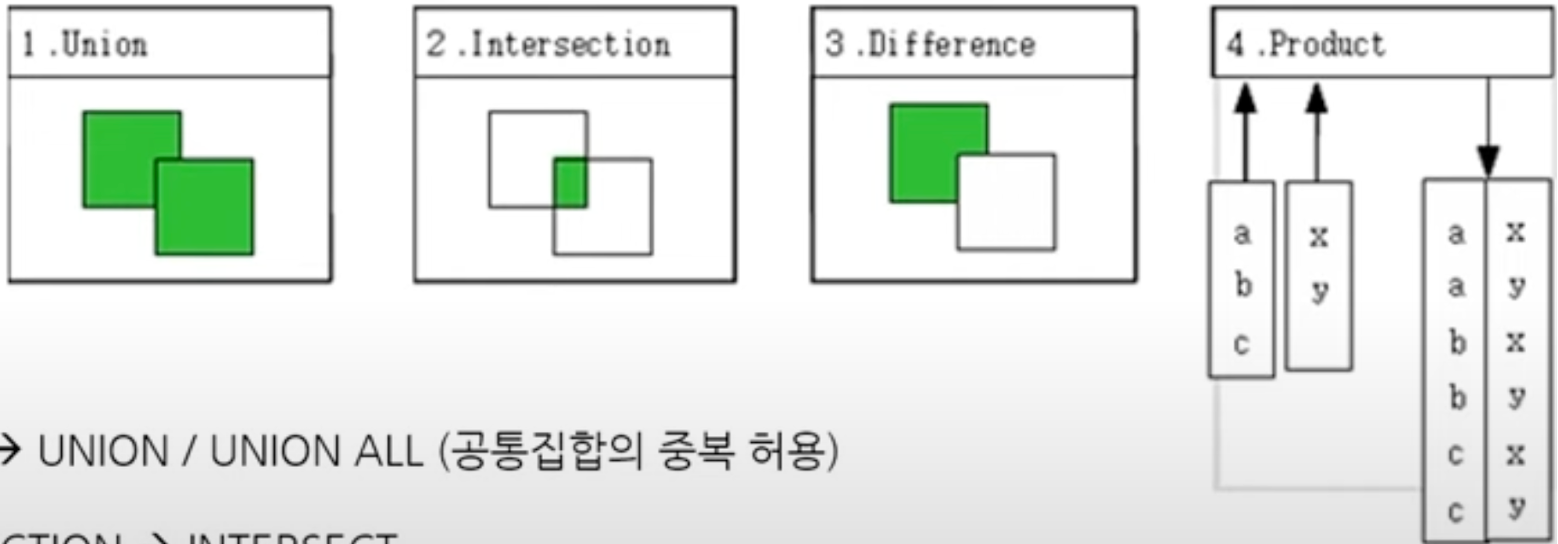 1.Union
2.Intersection
3.Difference
4.Product
a
b
c
x
y
a x
a y
b x
b y
c x
c y
→ UNION / UNION ALL (공통집합의 중복 허용)
CTION → INTERSECT